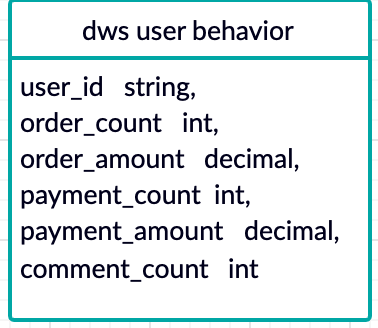 dws user behavior
user_id string,
order_count int,
order_amount decimal,
payment_count int,
payment_amount decimal,
comment_count int